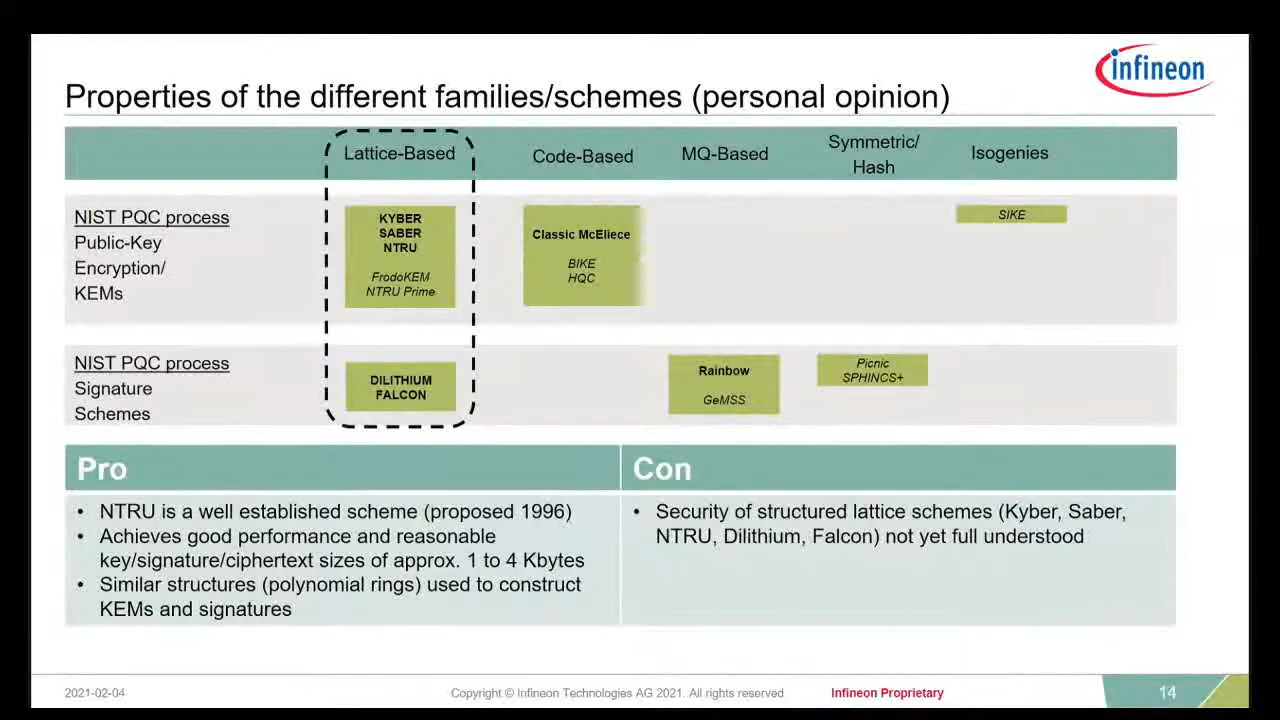 infineon
Properties of the different families/schemes (personal opinion)
Lattice-Based
Code-Based
MQ-Based
Symmetric/
Hash
Isogenies
NIST PQC process
Public-Key
Encryption/
KEMs
KYBER
SABER
NTRU
FrodoKEM
NTRU Prime
Classic McEliece
BIKE
HQC
SIKE
NIST PQC process
Signature
Schemes
DILITHIUM
FALCON
Rainbow
GeMSS
Picnic
SPHINCS+
Pro
• NTRU is a well established scheme (proposed 1996)
• Achieves good performance and reasonable
key/signature/ciphertext sizes of approx. 1 to 4 Kbytes
• Similar structures (polynomial rings) used to construct
KEMs and signatures
Con
• Security of structured lattice schemes (Kyber, Saber,
NTRU, Dilithium, Falcon) not yet full understood
2021-02-04
Copyright © Infineon Technologies AG 2021. All rights reserved.
Infineon Proprietary
14